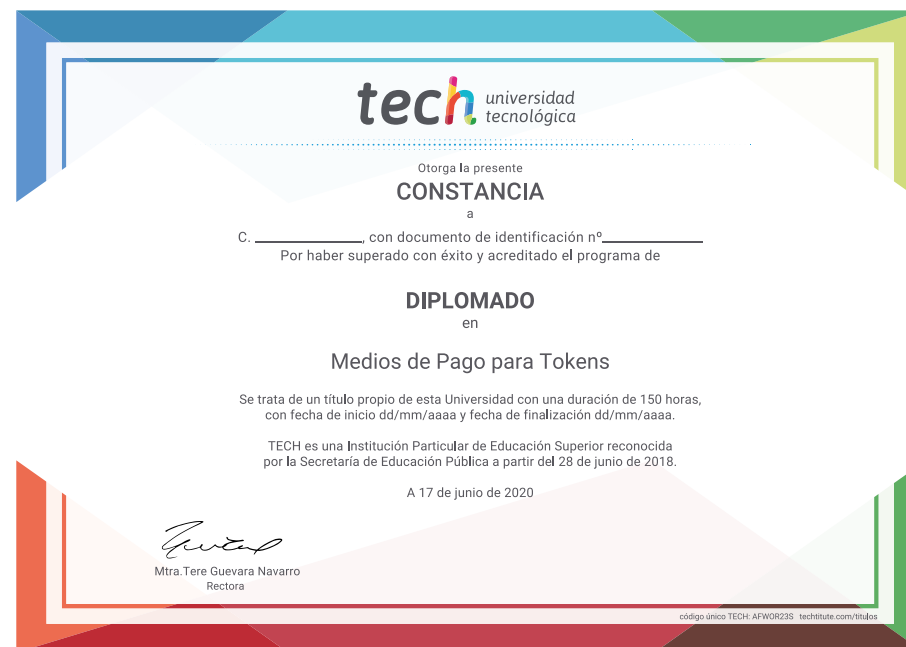 tech universidad
tecnológica
Otorga la presente
CONSTANCIA
a
C. ____________, con documento de identificación nº____________
Por haber superado con éxito y acreditado el programa de
DIPLOMADO
en
Medios de Pago para Tokens
Se trata de un título propio de esta Universidad con una duración de 150 horas,
con fecha de inicio dd/mm/aaaa y fecha de finalización dd/mm/aaaa.
TECH es una Institución Particular de Educación Superior reconocida
por la Secretaría de Educación Pública a partir del 28 de junio de 2018.
A 17 de junio de 2020
Mtra.Tere Guevara Navarro
Rectora
código único TECH: AFWOR23S techtitute.com/titulos